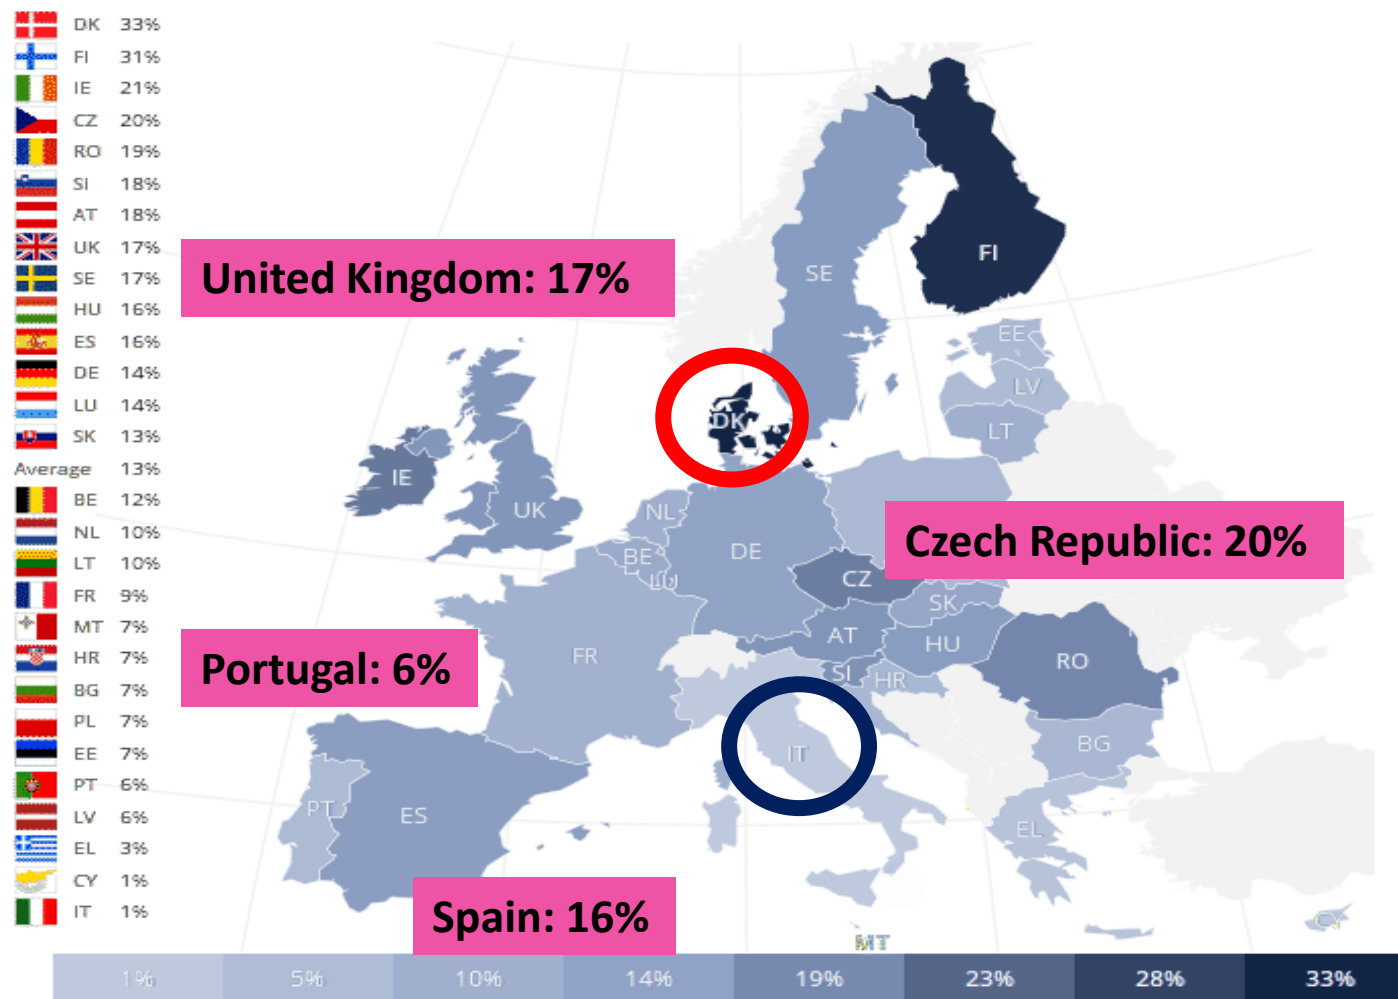 DK 33%
FI 31%
IE 21%
CZ 20%
RO 19%
SI 18%
AT 18%
UK 17%
SE 17%
HU 16%
ES 16%
DE 14%
LU 14%
SK 13%
Average 13%
BE 12%
NL 10%
LT 10%
FR 9%
MT 7%
HR 7%
BG 7%
PL 7%
EE 7%
PT 6%
LV 6%
EL 3%
CY 1%
IT 1%
United Kingdom: 17%
Czech Republic: 20%
Portugal: 6%
Spain: 16%
FI
SE
EE
LV
DK
LT
IE
UK
NL
DE
BE
LU
CZ
SK
AT
HU
FR
RO
SI
HR
BG
IT
PT
ES
EL
CY
MT
1% 5% 10% 14% 19% 23% 28% 33%